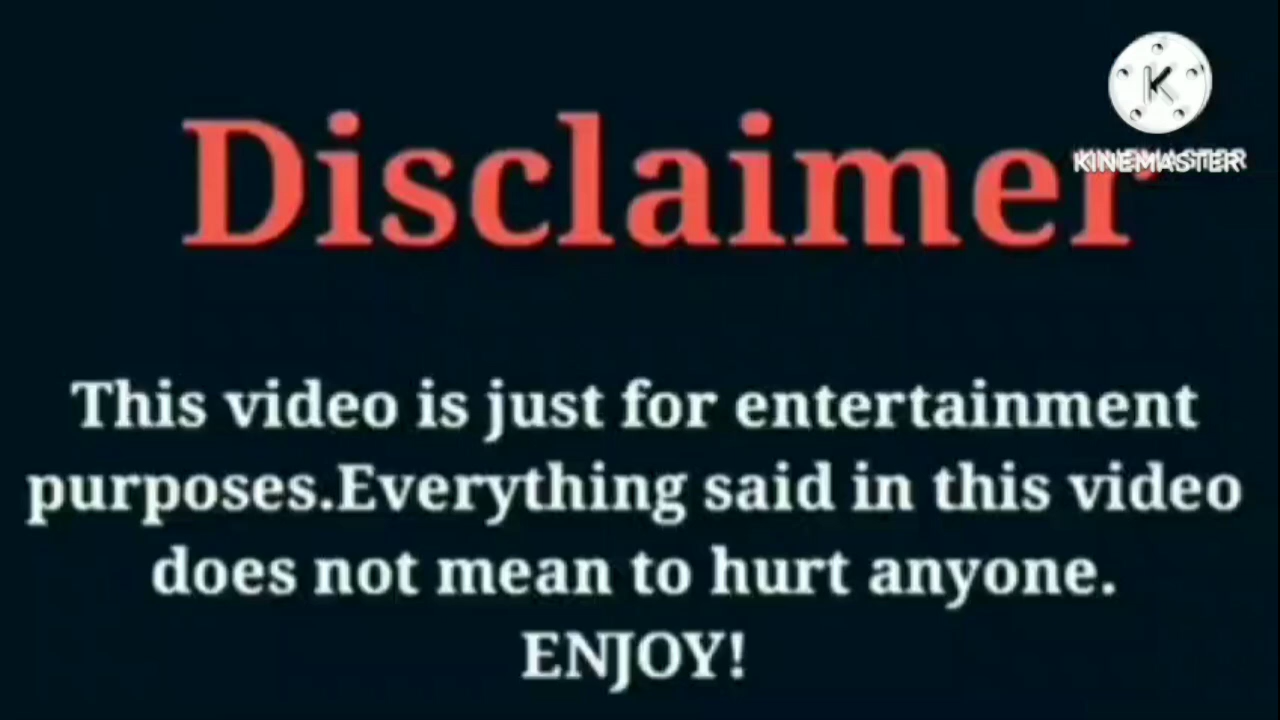 K
KINEMASTER
Disclaimer
This video is just for entertainment
purposes.Everything said in this video
does not mean to hurt anyone.
ENJOY!